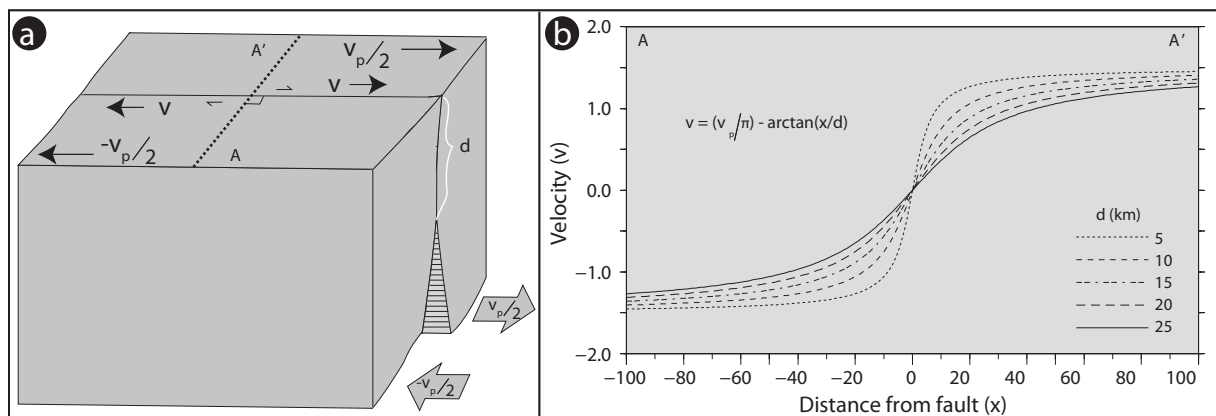 a
A'
v_p/2
v
v
-v_p/2
A
d
v_p/2
-v_p/2
b
A
A'
2.0
1.0
0.0
−1.0
−2.0
Velocity (v)
v = (v_p/π) - arctan(x/d)
d (km)
5
10
15
20
25
−100
80
−60
−40
−20
0
20
40
60
80
100
Distance from fault (x)